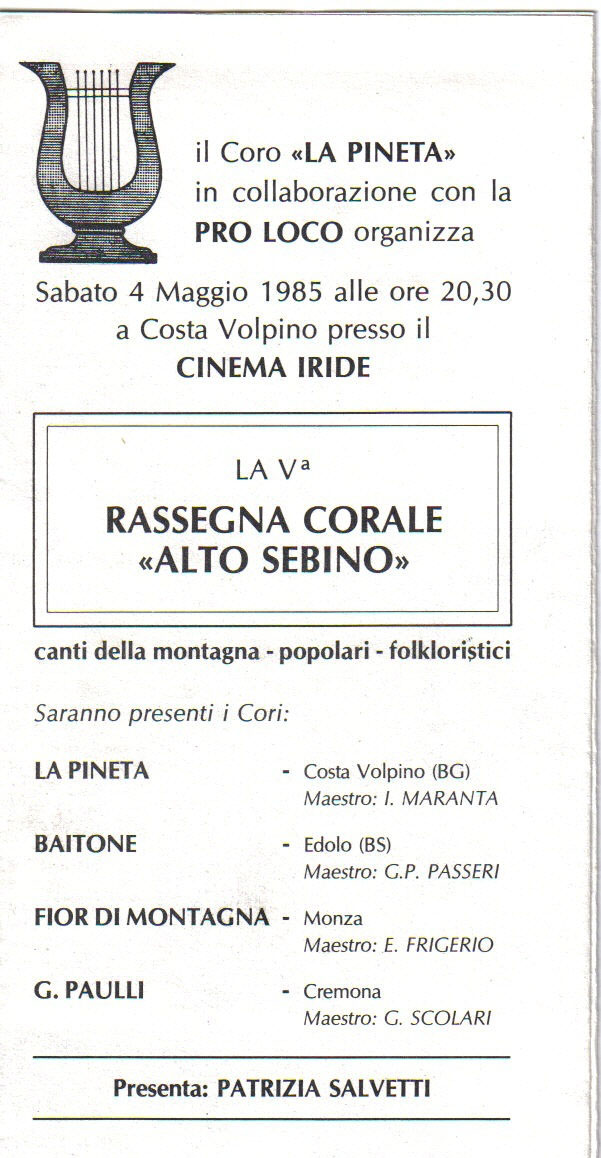 il Coro «LA PINETA»
in collaborazione con la
PRO LOCO organizza
Sabato 4 Maggio 1985 alle ore 20,30
a Costa Volpino presso il
CINEMA IRIDE
LA Vª
RASSEGNA CORALE
«ALTO SEBINO»
canti della montagna - popolari - folkloristici
Saranno presenti i Cori:
LA PINETA - Costa Volpino (BG)
Maestro: I. MARANTA
BAITONE - Edolo (BS)
Maestro: G.P. PASSERI
FIOR DI MONTAGNA - Monza
Maestro: E. FRIGERIO
G. PAULLI - Cremona
Maestro: G. SCOLARI
Presenta: PATRIZIA SALVETTI